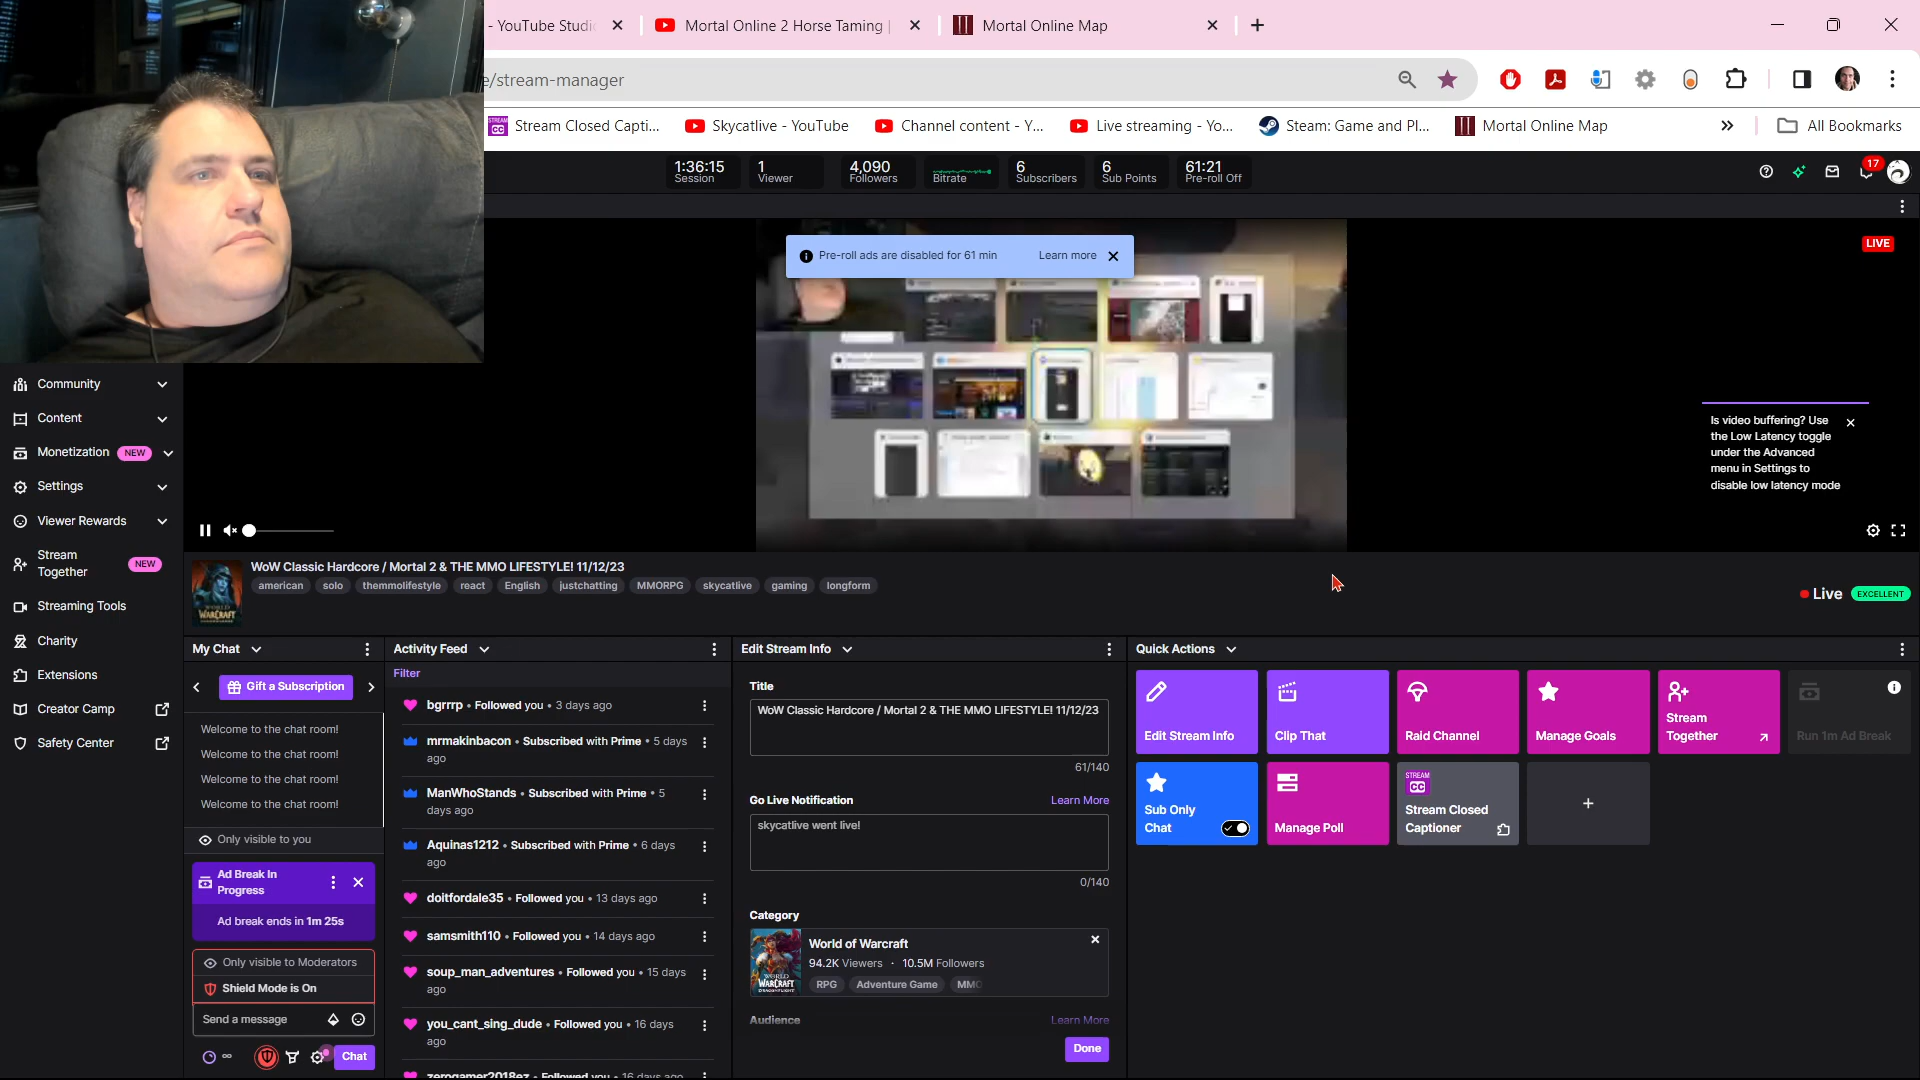 - YouTube Studio
Mortal Online 2 Horse Taming |
Mortal Online Map
e/stream-manager
Stream Closed Capti...
Skycatlive - YouTube
Channel content - Y...
Live streaming - Yo...
Steam: Game and Pl...
Mortal Online Map
All Bookmarks
1:36:15
Session
1
Viewer
4,090
Followers
Bitrate
6
Subscribers
6
Sub Points
61:21
Pre-roll Off
17
Pre-roll ads are disabled for 61 min
Learn more
LIVE
Is video buffering? Use
the Low Latency toggle
under the Advanced
menu in Settings to
disable low latency mode
Community
Content
Monetization NEW
Settings
Viewer Rewards
Stream
Together
NEW
Streaming Tools
Charity
Extensions
Creator Camp
Safety Center
WORLD
WARCRAFT
WoW Classic Hardcore / Mortal 2 & THE MMO LIFESTYLE! 11/12/23
american solo themmolifestyle react English justchatting MMORPG skycatlive gaming longform
Live EXCELLENT
My Chat
Gift a Subscription
Welcome to the chat room!
Welcome to the chat room!
Welcome to the chat room!
Welcome to the chat room!
Only visible to you
Ad Break In
Progress
Ad break ends in 1m 25s
Only visible to Moderators
Shield Mode is On
Send a message
Chat
Activity Feed
Filter
bgrrrp • Followed you • 3 days ago
mrmakinbacon • Subscribed with Prime • 5 days
ago
ManWhoStands • Subscribed with Prime • 5
days ago
Aquinas1212 • Subscribed with Prime • 6 days
ago
doitfordale35 • Followed you • 13 days ago
samsmith110 • Followed you • 14 days ago
soup_man_adventures • Followed you • 15 days
ago
you_cant_sing_dude • Followed you • 16 days
ago
zerogamer2018ez • Followed you • 16 days ago
Edit Stream Info
Title
WoW Classic Hardcore / Mortal 2 & THE MMO LIFESTYLE! 11/12/23
61/140
Go Live Notification
Learn More
skycatlive went live!
0/140
Category
WORLD
WARCRAFT
World of Warcraft
94.2K Viewers · 10.5M Followers
RPG Adventure Game MMO
Audience
Learn More
Done
Quick Actions
Edit Stream Info
Clip That
Raid Channel
Manage Goals
Stream
Together
Run 1m Ad Break
Sub Only
Chat
Manage Poll
STREAM
CC
Stream Closed
Captioner